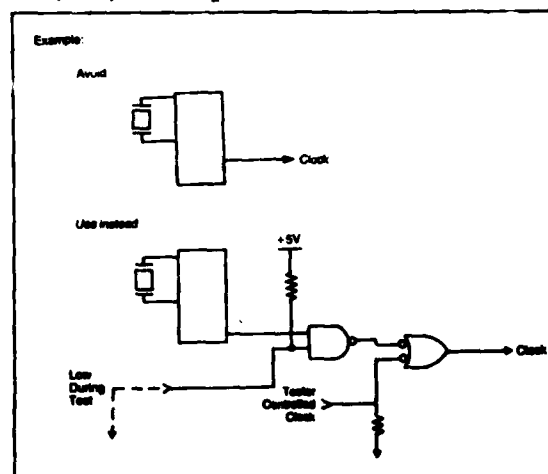 Example:
Avoid
Clock
Use instead
+5V
Clock
Low
During
Test
Tester
Controlled
Clock